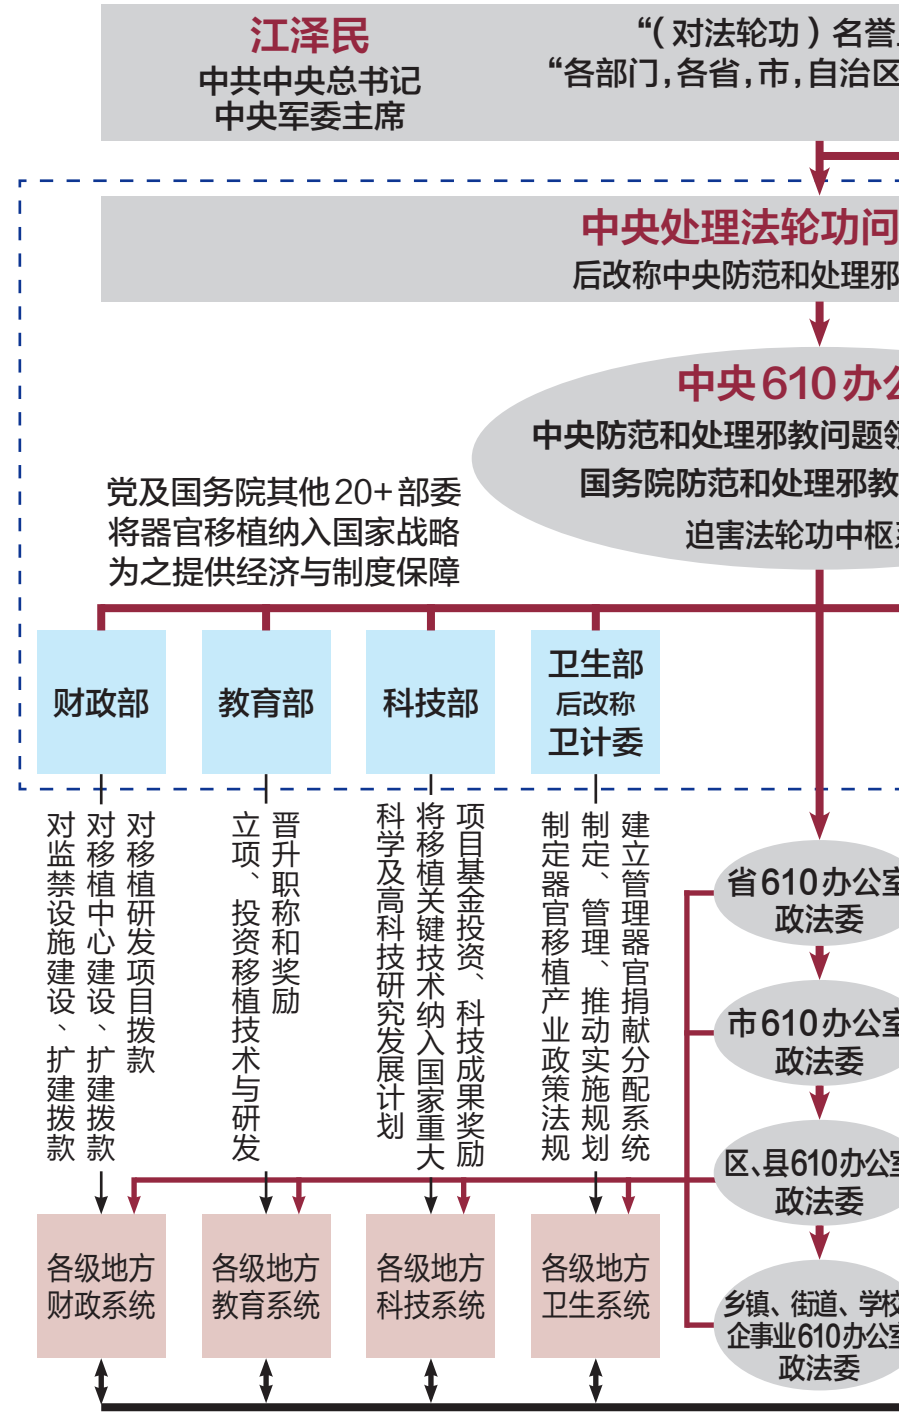 江泽民
中共中央总书记
中央军委主席
“（对法轮功）名誉
“各部门,各省,市,自治区
中央处理法轮功问
后改称中央防范和处理邪
中央610办公
中央防范和处理邪教问题领
国务院防范和处理邪教
迫害法轮功中枢
党及国务院其他20+部委
将器官移植纳入国家战略
为之提供经济与制度保障
财政部
教育部
科技部
卫生部
后改称
卫计委
对移植研发项目拨款
对移植中心建设、扩建拨款
对监禁设施建设、扩建拨款
晋升职称和奖励
立项、投资移植技术与研发
项目基金投资、科技成果奖励
将移植关键技术纳入国家重大
科学及高科技研究发展计划
建立管理器官捐献分配系统
制定、管理、推动实施规划
制定器官移植产业政策法规
省610办公室
政法委
市610办公室
政法委
区、县610办公室
政法委
乡镇、街道、学校
企事业610办公室
政法委
各级地方
财政系统
各级地方
教育系统
各级地方
科技系统
各级地方
卫生系统